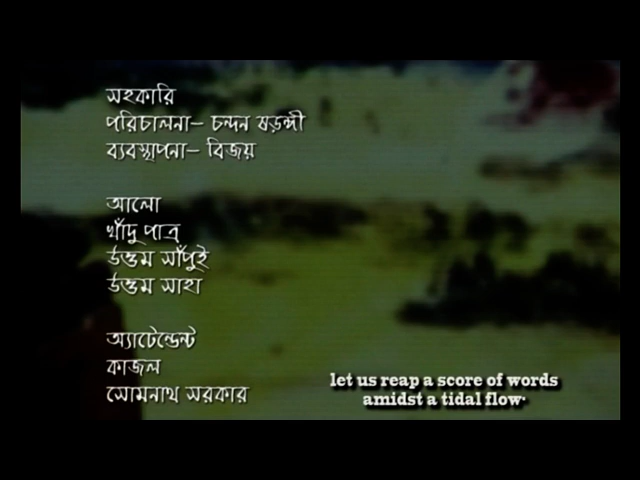 সহকারি
পরিচালনা– চন্দন ষড়ঙ্গী
ব্যবস্থাপনা– বিজয়
আলো
খাঁদু পাত্র
উত্তম সাঁপুই
উত্তম সাহা
অ্যাটেন্ডেন্ট
কাজল
সোমনাথ সরকার
let us reap a score of words
amidst a tidal flow.